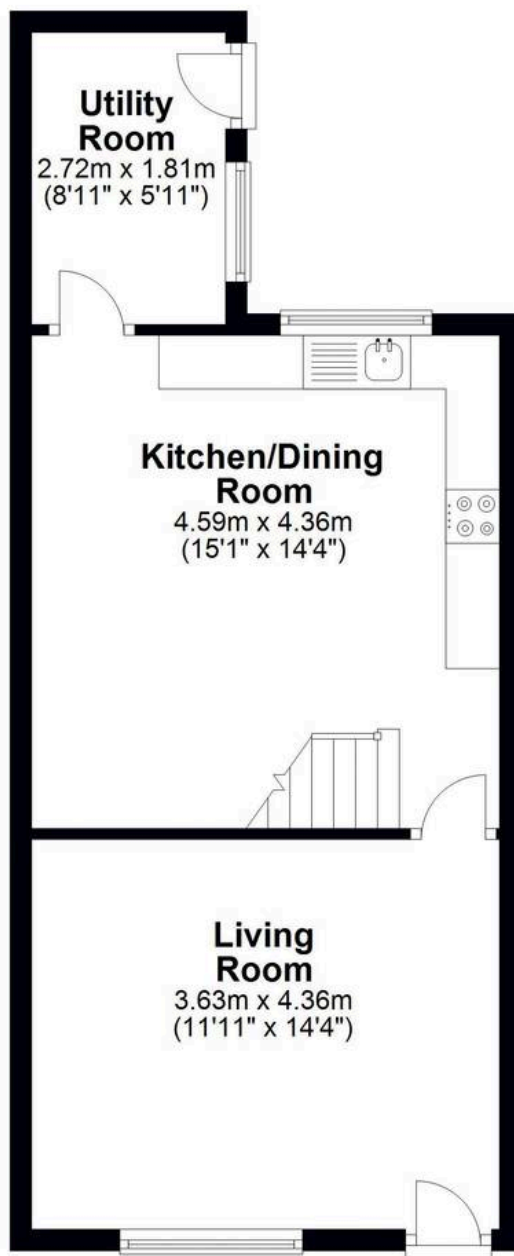 Utility
Room
2.72m x 1.81m
(8'11" x 5'11")
Kitchen/Dining
Room
4.59m x 4.36m
(15'1" x 14'4")
Living
Room
3.63m x 4.36m
(11'11" x 14'4")